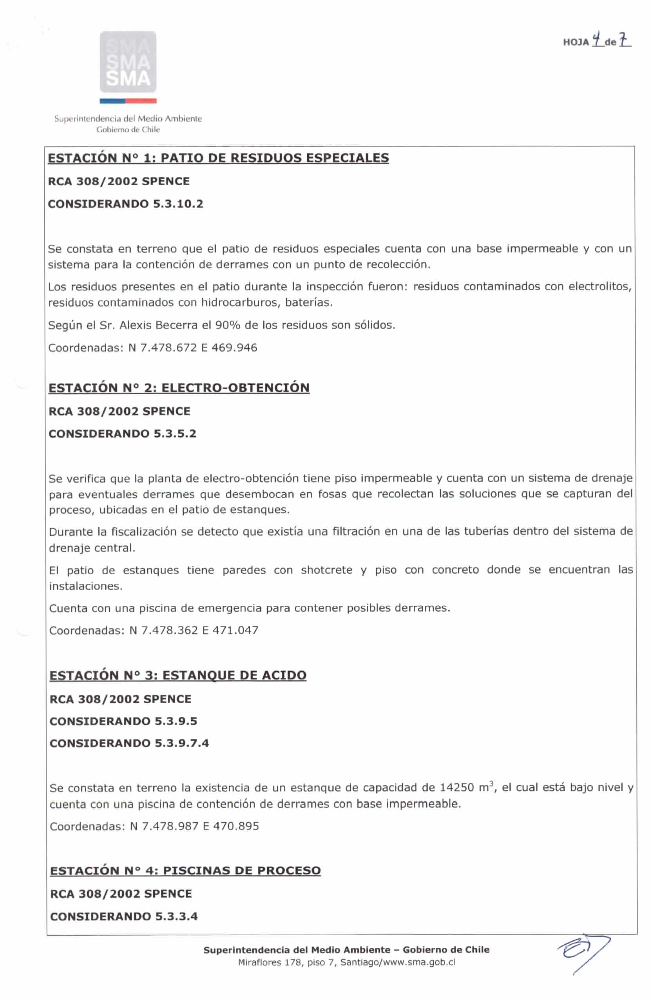 HOJA 4 de 7
SMA
SMA
SMA
Superintendencia del Medio Ambiente
Gobierno de Chile
ESTACIÓN Nº 1: PATIO DE RESIDUOS ESPECIALES
RCA 308/2002 SPENCE
CONSIDERANDO 5.3.10.2
Se constata en terreno que el patio de residuos especiales cuenta con una base impermeable y con un
sistema para la contención de derrames con un punto de recolección.
Los residuos presentes en el patio durante la inspección fueron: residuos contaminados con electrolitos,
residuos contaminados con hidrocarburos, baterías.
Según el Sr. Alexis Becerra el 90% de los residuos son sólidos.
Coordenadas: N 7.478.672 E 469.946
ESTACIÓN Nº 2: ELECTRO-OBTENCIÓN
RCA 308/2002 SPENCE
CONSIDERANDO 5.3.5.2
Se verifica que la planta de electro-obtención tiene piso impermeable y cuenta con un sistema de drenaje
para eventuales derrames que desembocan en fosas que recolectan las soluciones que se capturan del
proceso, ubicadas en el patio de estanques.
Durante la fiscalización se detecto que existía una filtración en una de las tuberías dentro del sistema de
drenaje central.
El patio de estanques tiene paredes con shotcrete y piso con concreto donde se encuentran las
instalaciones.
Cuenta con una piscina de emergencia para contener posibles derrames.
Coordenadas: N 7.478.362 E 471.047
ESTACIÓN Nº 3: ESTANQUE DE ACIDO
RCA 308/2002 SPENCE
CONSIDERANDO 5.3.9.5
CONSIDERANDO 5.3.9.7.4
Se constata en terreno la existencia de un estanque de capacidad de 14250 m³, el cual está bajo nivel y
cuenta con una piscina de contención de derrames con base impermeable.
Coordenadas: N 7.478.987 E 470.895
ESTACIÓN Nº 4: PISCINAS DE PROCESO
RCA 308/2002 SPENCE
CONSIDERANDO 5.3.3.4
Superintendencia del Medio Ambiente – Gobierno de Chile
Miraflores 178, piso 7, Santiago/www.sma.gob.cl